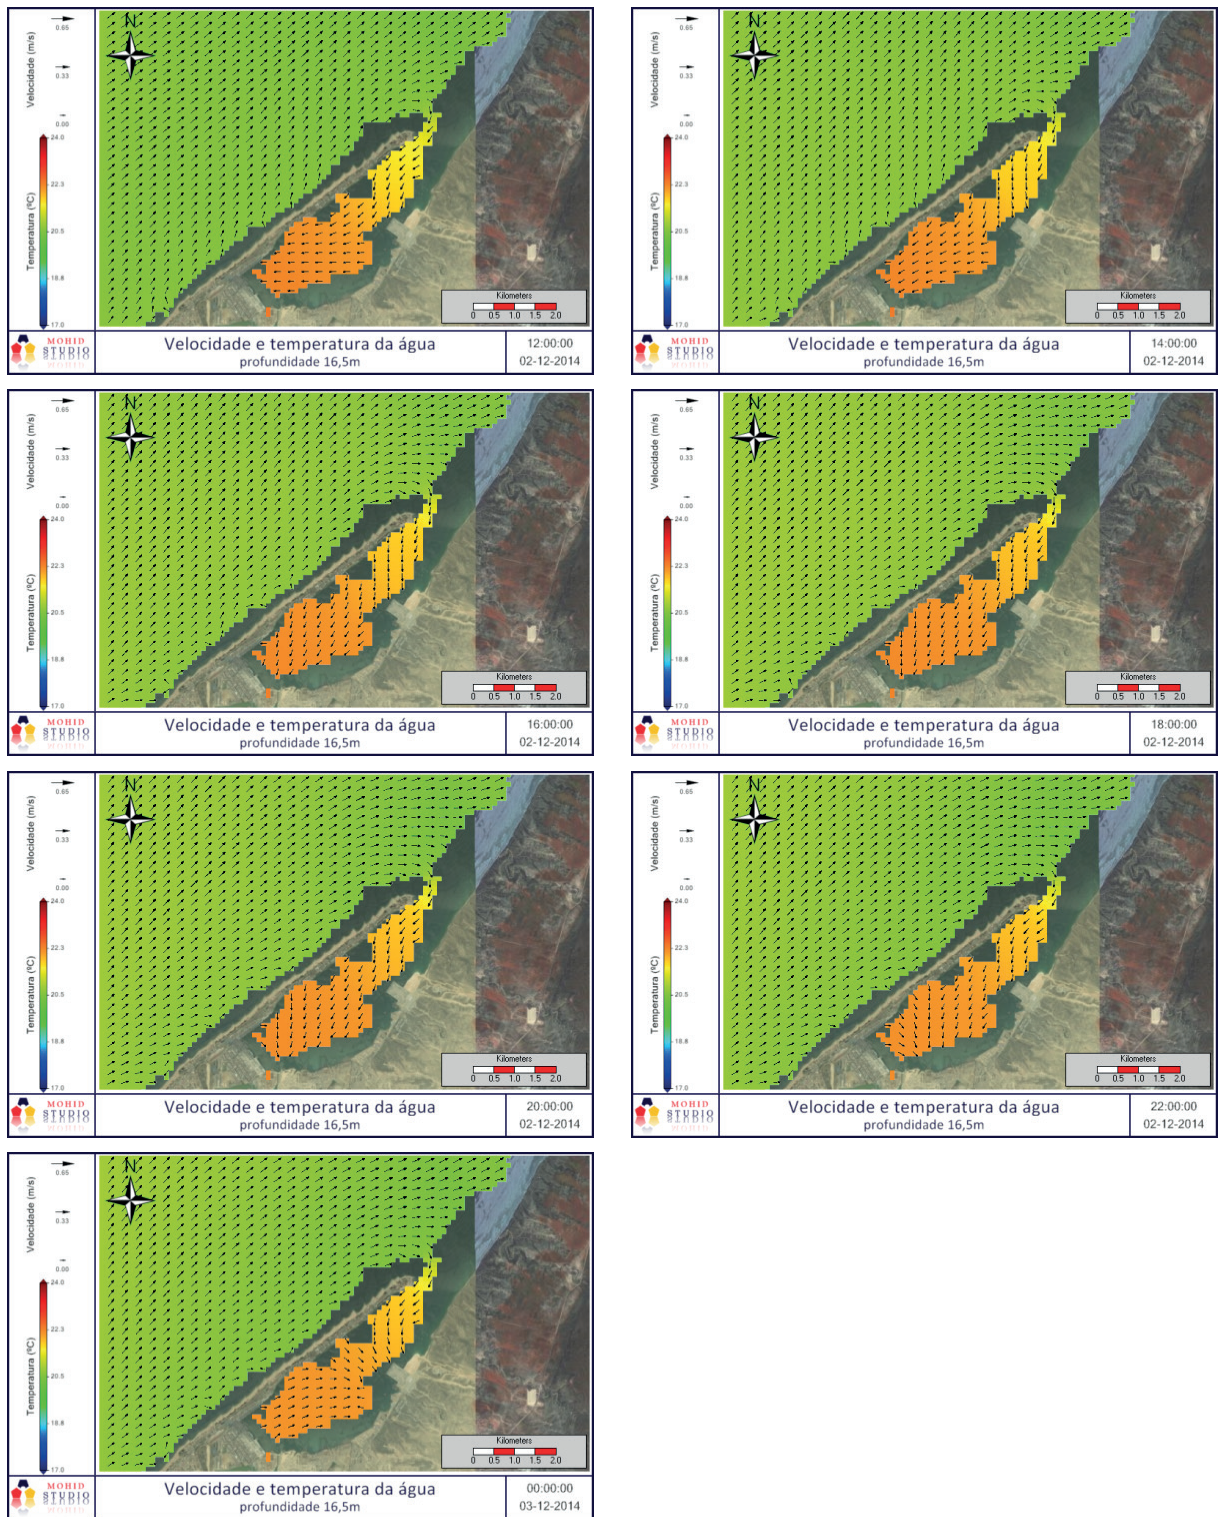 0.65
0.33
0.00
Velocidade (m/s)
24.0
22.3
20.5
18.8
17.0
Temperatura (ºC)
N
Kilometers
0 0.5 1.0 1.5 2.0
MOHID
STUDIO
Velocidade e temperatura da água
profundidade 16,5m
12:00:00
02-12-2014
0.65
0.33
0.00
Velocidade (m/s)
24.0
22.3
20.5
18.8
17.0
Temperatura (ºC)
N
Kilometers
0 0.5 1.0 1.5 2.0
MOHID
STUDIO
Velocidade e temperatura da água
profundidade 16,5m
14:00:00
02-12-2014
0.65
0.33
0.00
Velocidade (m/s)
24.0
22.3
20.5
18.8
17.0
Temperatura (ºC)
N
Kilometers
0 0.5 1.0 1.5 2.0
MOHID
STUDIO
Velocidade e temperatura da água
profundidade 16,5m
16:00:00
02-12-2014
0.65
0.33
0.00
Velocidade (m/s)
24.0
22.3
20.5
18.8
17.0
Temperatura (ºC)
N
Kilometers
0 0.5 1.0 1.5 2.0
MOHID
STUDIO
Velocidade e temperatura da água
profundidade 16,5m
18:00:00
02-12-2014
0.65
0.33
0.00
Velocidade (m/s)
24.0
22.3
20.5
18.8
17.0
Temperatura (ºC)
N
Kilometers
0 0.5 1.0 1.5 2.0
MOHID
STUDIO
Velocidade e temperatura da água
profundidade 16,5m
20:00:00
02-12-2014
0.65
0.33
0.00
Velocidade (m/s)
24.0
22.3
20.5
18.8
17.0
Temperatura (ºC)
N
Kilometers
0 0.5 1.0 1.5 2.0
MOHID
STUDIO
Velocidade e temperatura da água
profundidade 16,5m
22:00:00
02-12-2014
0.65
0.33
0.00
Velocidade (m/s)
24.0
22.3
20.5
18.8
17.0
Temperatura (ºC)
N
Kilometers
0 0.5 1.0 1.5 2.0
MOHID
STUDIO
Velocidade e temperatura da água
profundidade 16,5m
00:00:00
03-12-2014